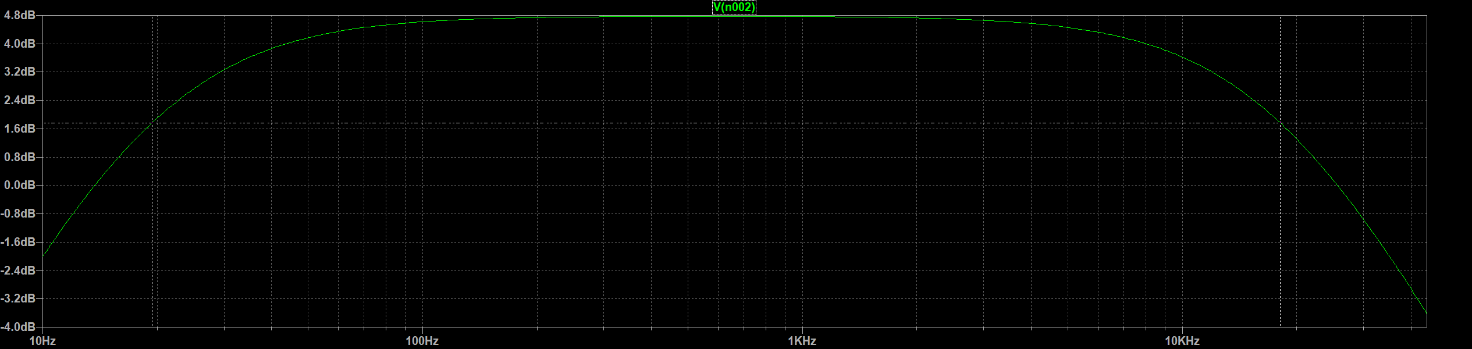 V(n002)
4.8dB
4.0dB
3.2dB
2.4dB
1.6dB
0.8dB
0.0dB
-0.8dB
-1.6dB
-2.4dB
-3.2dB
-4.0dB
10Hz 100Hz 1KHz 10KHz